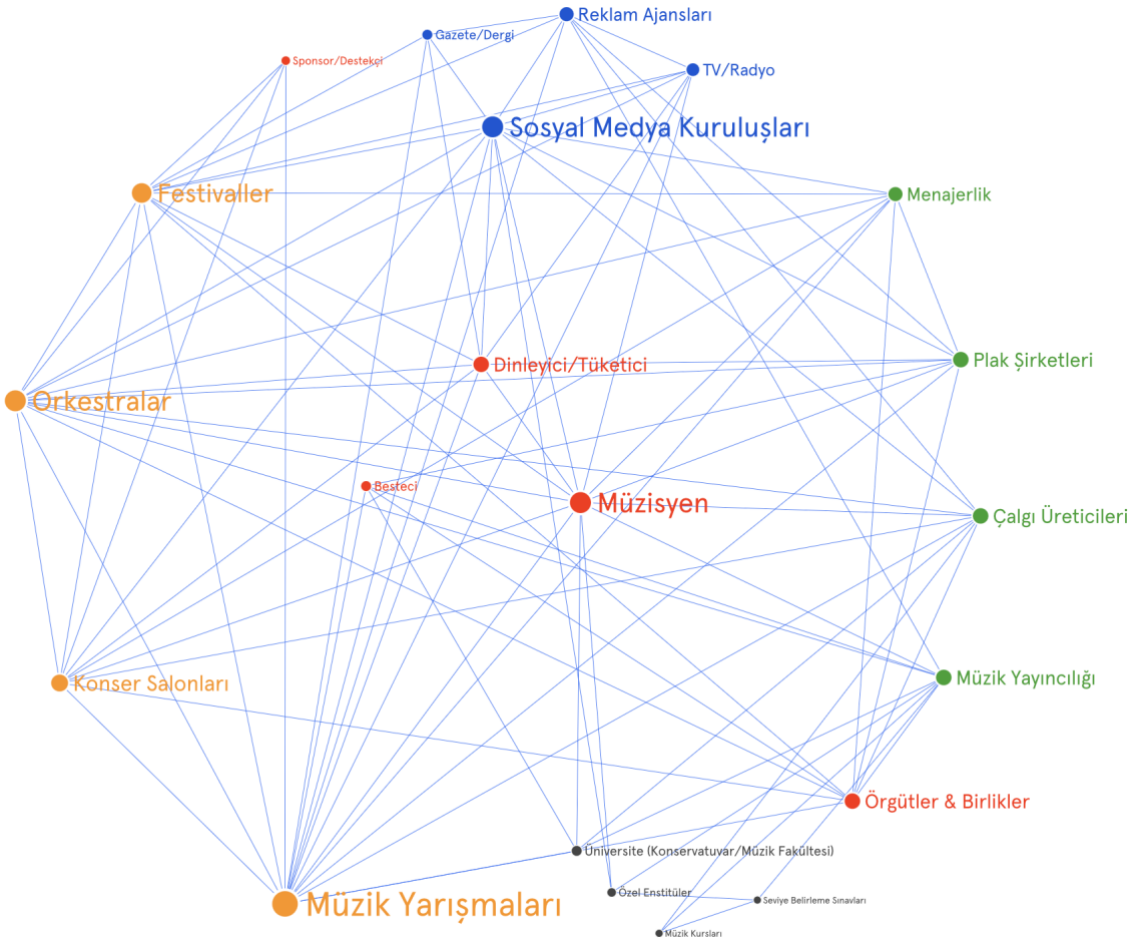 Reklam Ajansları
Gazete/Dergi
Sponsor/Destekçi
TV/Radyo
Sosyal Medya Kuruluşları
Festivaller
Menajerlik
Plak Şirketleri
Dinleyici/Tüketici
Orkestralar
Besteci
Müzisyen
Çalgı Üreticileri
Müzik Yayıncılığı
Konser Salonları
Örgütler & Birlikler
Üniversite (Konservatuvar/Müzik Fakültesi)
Özel Enstitüler
Seviye Belirleme Sınavları
Müzik Yarışmaları
Müzik Kursları